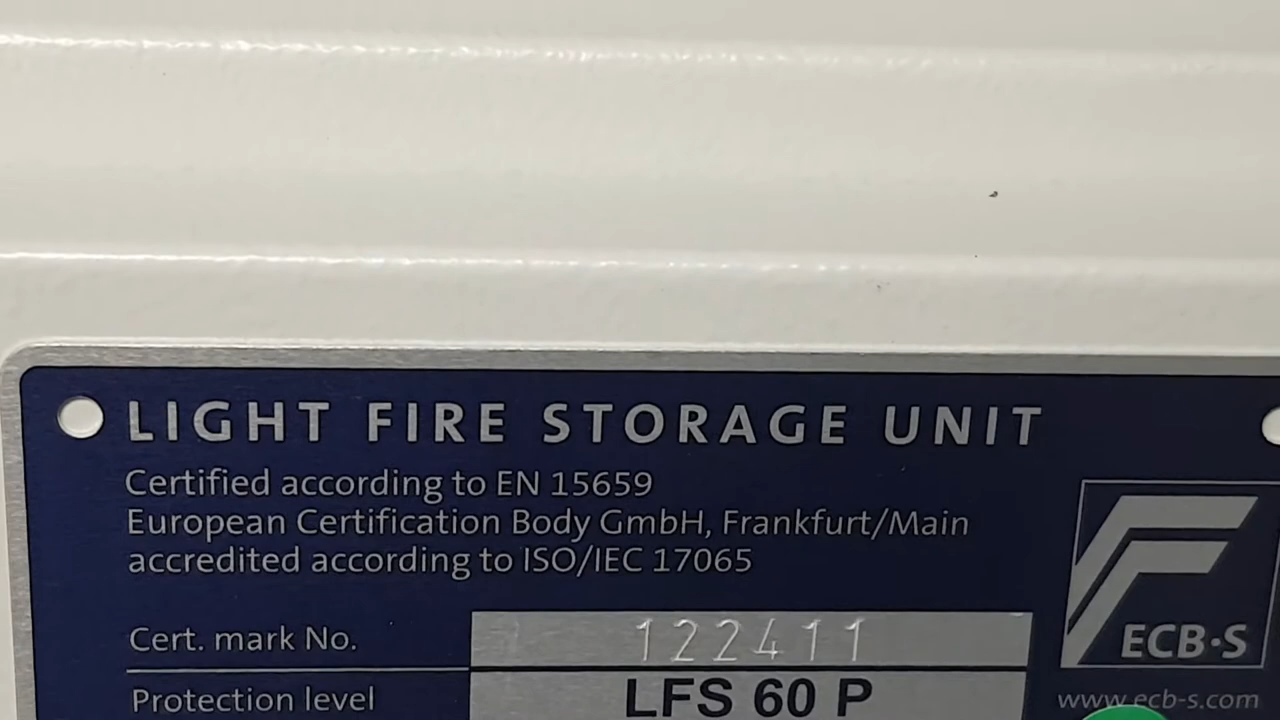 LIGHT FIRE STORAGE UNIT
Certified according to EN 15659
European Certification Body GmbH, Frankfurt/Main
accredited according to ISO/IEC 17065
Cert. mark No. 122411
Protection level LFS 60 P
ECB·S
www.ecb-s.com